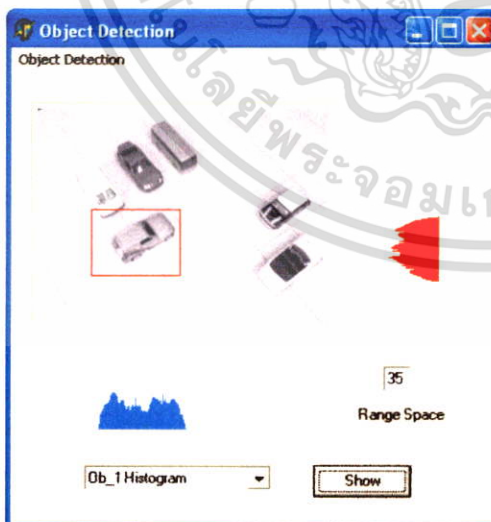 Object Detection
Object Detection
35
Range Space
Ob_1 Histogram
Show